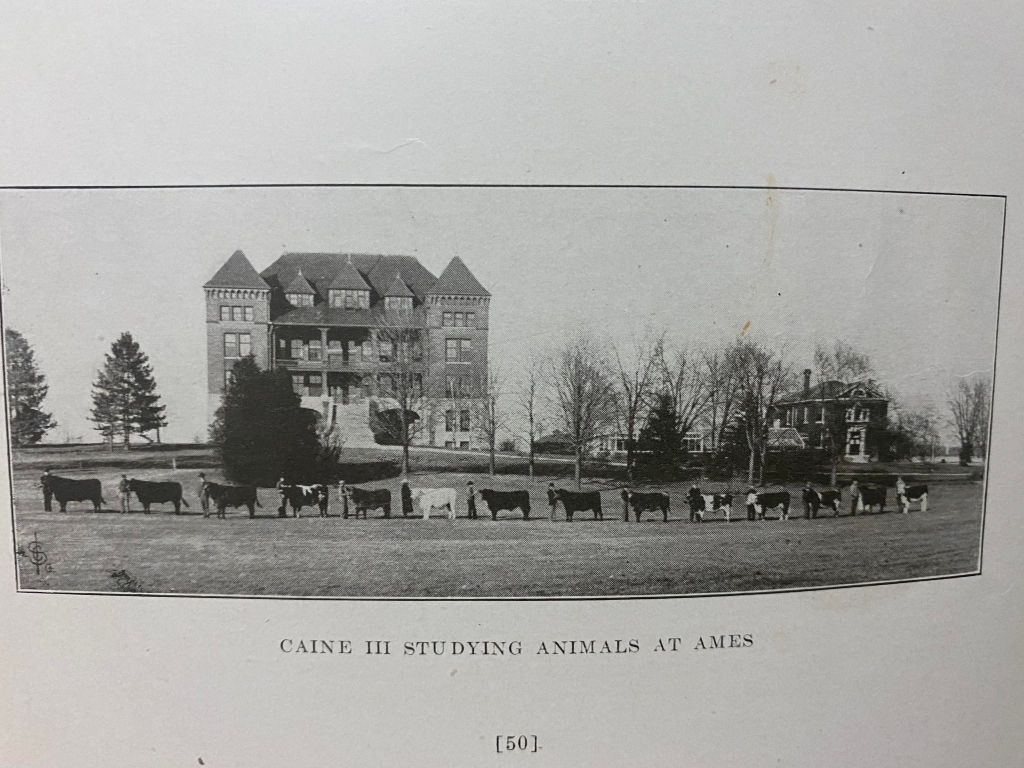 CAINE III STUDYING ANIMALS AT AMES
[50]